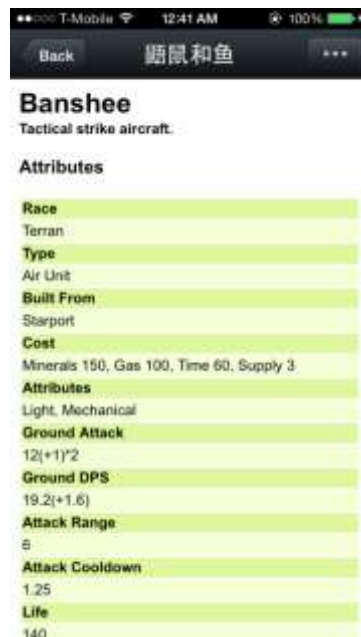 T-Mobile 12:41 AM 100%
Back 鼯鼠和鱼
Banshee
Tactical strike aircraft.
Attributes
Race
Terran
Type
Air Unit
Built From
Starport
Cost
Minerals 150, Gas 100, Time 60, Supply 3
Attributes
Light, Mechanical
Ground Attack
12(+1)*2
Ground DPS
19.2(+1.6)
Attack Range
6
Attack Cooldown
1.25
Life
140